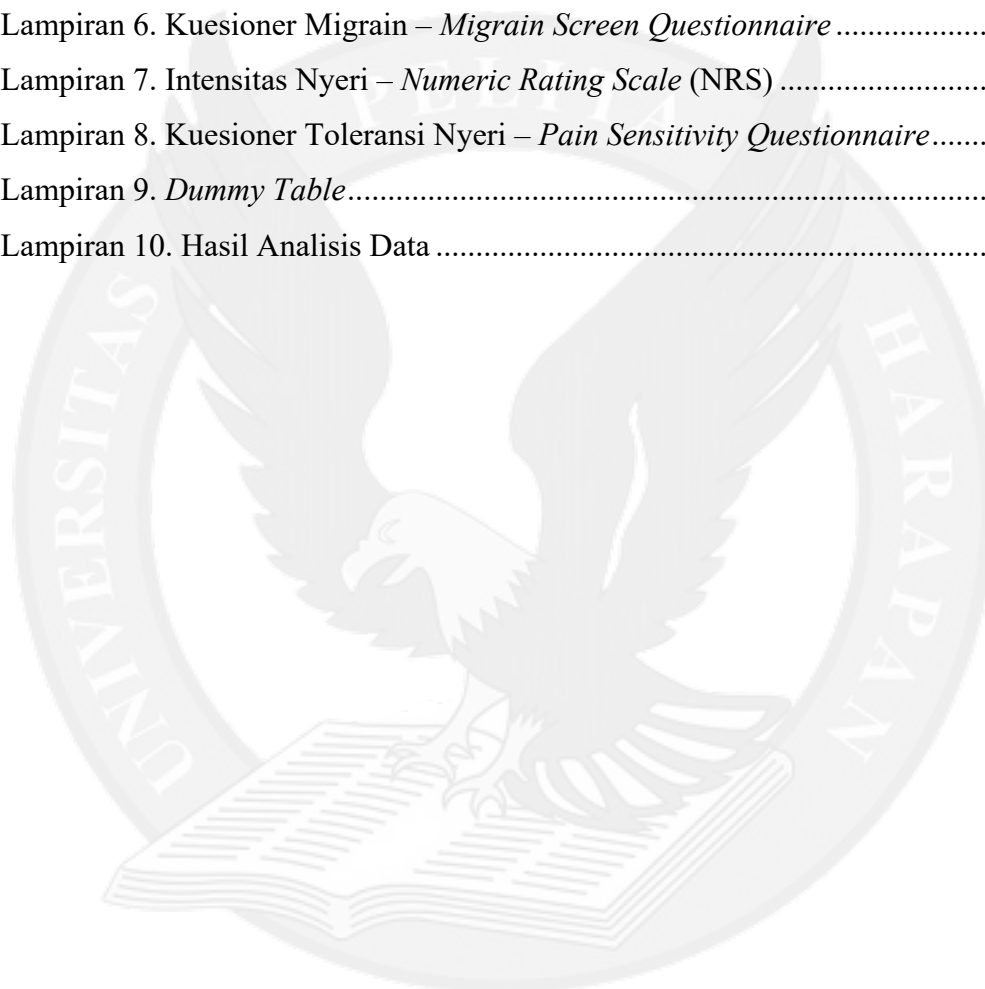 Lampiran 6. Kuesioner Migrain – Migrain Screen Questionnaire ..................
Lampiran 7. Intensitas Nyeri – Numeric Rating Scale (NRS) .........................
Lampiran 8. Kuesioner Toleransi Nyeri – Pain Sensitivity Questionnaire.......
Lampiran 9. Dummy Table...............................................................................
Lampiran 10. Hasil Analisis Data ....................................................................
UNIVERSITAS PELITA HARAPAN